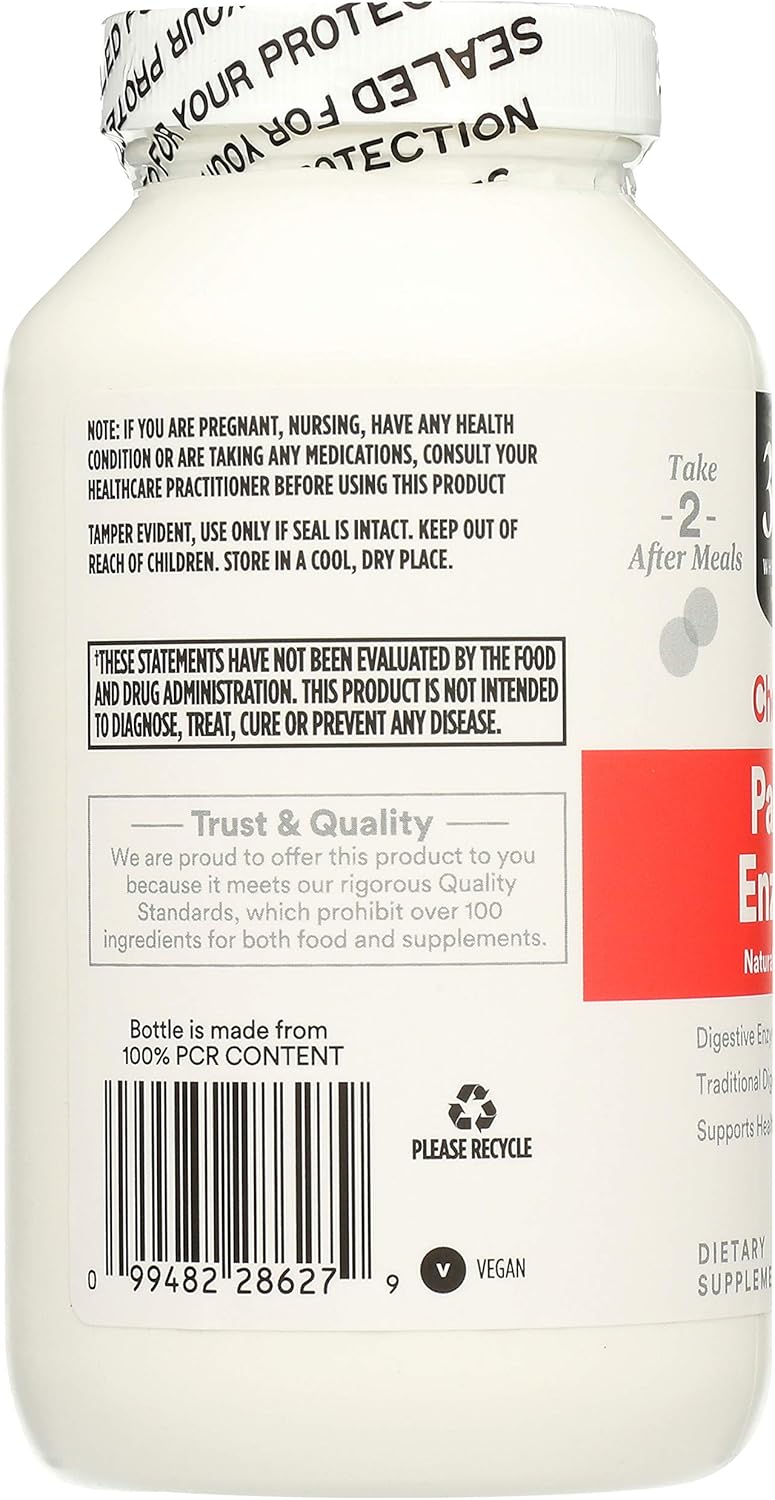 SEALED FOR YOUR PROTECTION
NOTE: IF YOU ARE PREGNANT, NURSING, HAVE ANY HEALTH
CONDITION OR ARE TAKING ANY MEDICATIONS, CONSULT YOUR
HEALTHCARE PRACTITIONER BEFORE USING THIS PRODUCT
TAMPER EVIDENT, USE ONLY IF SEAL IS INTACT. KEEP OUT OF
REACH OF CHILDREN. STORE IN A COOL, DRY PLACE.
†THESE STATEMENTS HAVE NOT BEEN EVALUATED BY THE FOOD
AND DRUG ADMINISTRATION. THIS PRODUCT IS NOT INTENDED
TO DIAGNOSE, TREAT, CURE OR PREVENT ANY DISEASE.
Trust & Quality
We are proud to offer this product to you
because it meets our rigorous Quality
Standards, which prohibit over 100
ingredients for both food and supplements.
Bottle is made from
100% PCR CONTENT
0 99482 28627 9
PLEASE RECYCLE
V VEGAN
Take
-2-
After Meals
Digestive
Traditional
Supports
DIETARY